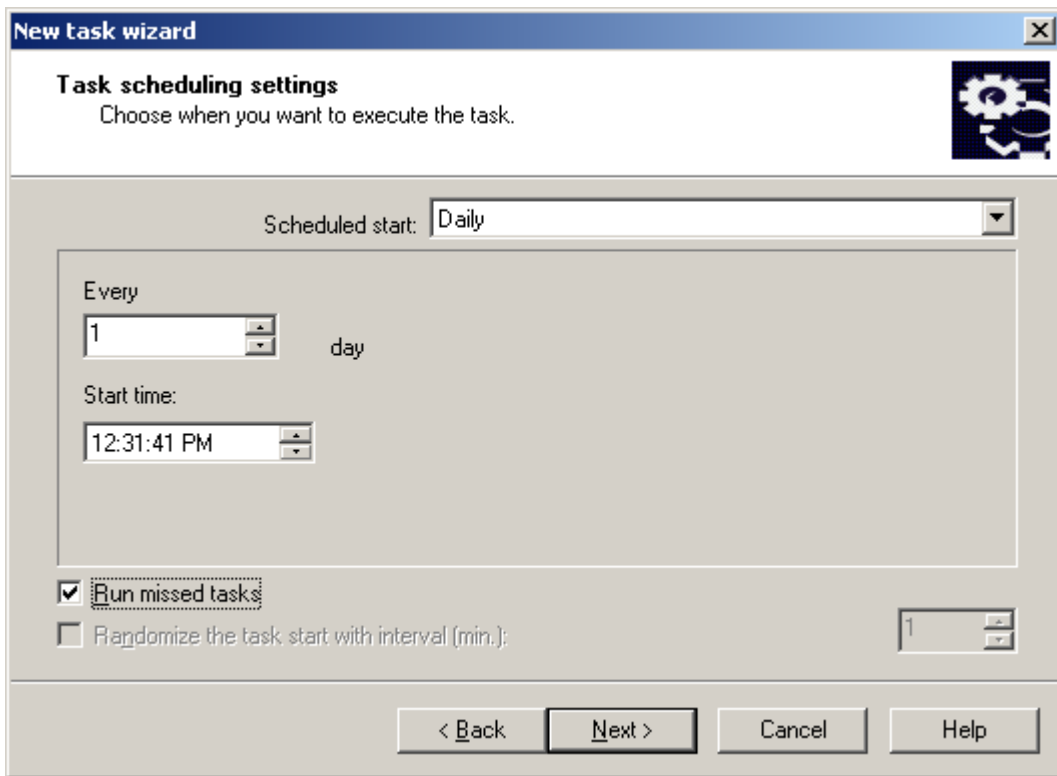 New task wizard
Task scheduling settings
Choose when you want to execute the task.
Scheduled start: Daily
Every
1 day
Start time:
12:31:41 PM
Run missed tasks
Randomize the task start with interval (min.): 1
< Back Next > Cancel Help